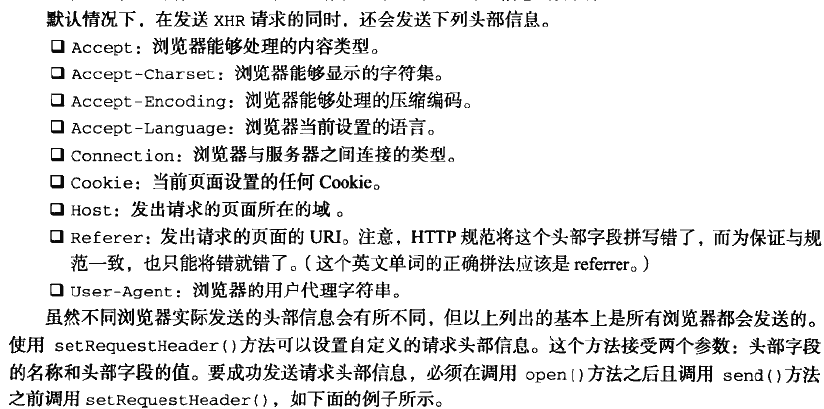 默认情况下，在发送 XHR 请求的同时，还会发送下列头部信息。
❑ Accept：浏览器能够处理的内容类型。
❑ Accept-Charset：浏览器能够显示的字符集。
❑ Accept-Encoding：浏览器能够处理的压缩编码。
❑ Accept-Language：浏览器当前设置的语言。
❑ Connection：浏览器与服务器之间连接的类型。
❑ Cookie：当前页面设置的任何 Cookie。
❑ Host：发出请求的页面所在的域 。
❑ Referer：发出请求的页面的 URI。注意，HTTP 规范将这个头部字段拼写错了，而为保证与规
范一致，也只能将错就错了。（这个英文单词的正确拼法应该是 referrer。）
❑ User-Agent：浏览器的用户代理字符串。
虽然不同浏览器实际发送的头部信息会有所不同，但以上列出的基本上是所有浏览器都会发送的。
使用 setRequestHeader()方法可以设置自定义的请求头部信息。这个方法接受两个参数：头部字段
的名称和头部字段的值。要成功发送请求头部信息，必须在调用 open()方法之后且调用 send()方法
之前调用 setRequestHeader()，如下面的例子所示。